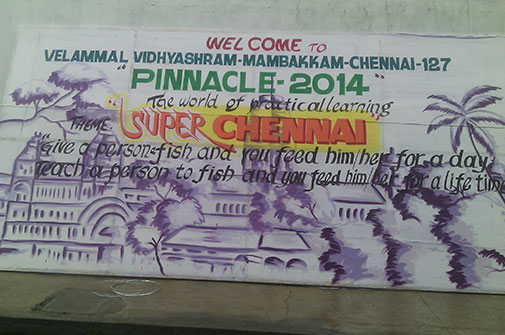 WELCOME TO
VELAMMAL VIDHYASHRAM-MAMBAKKAM-CHENNAI-127
"PINNACLE-2014"
The world of practical learning
THEME: "SUPER CHENNAI"
"Give a person fish and you feed him/her for a day;
Teach a person to fish and you feed him/her for a life time